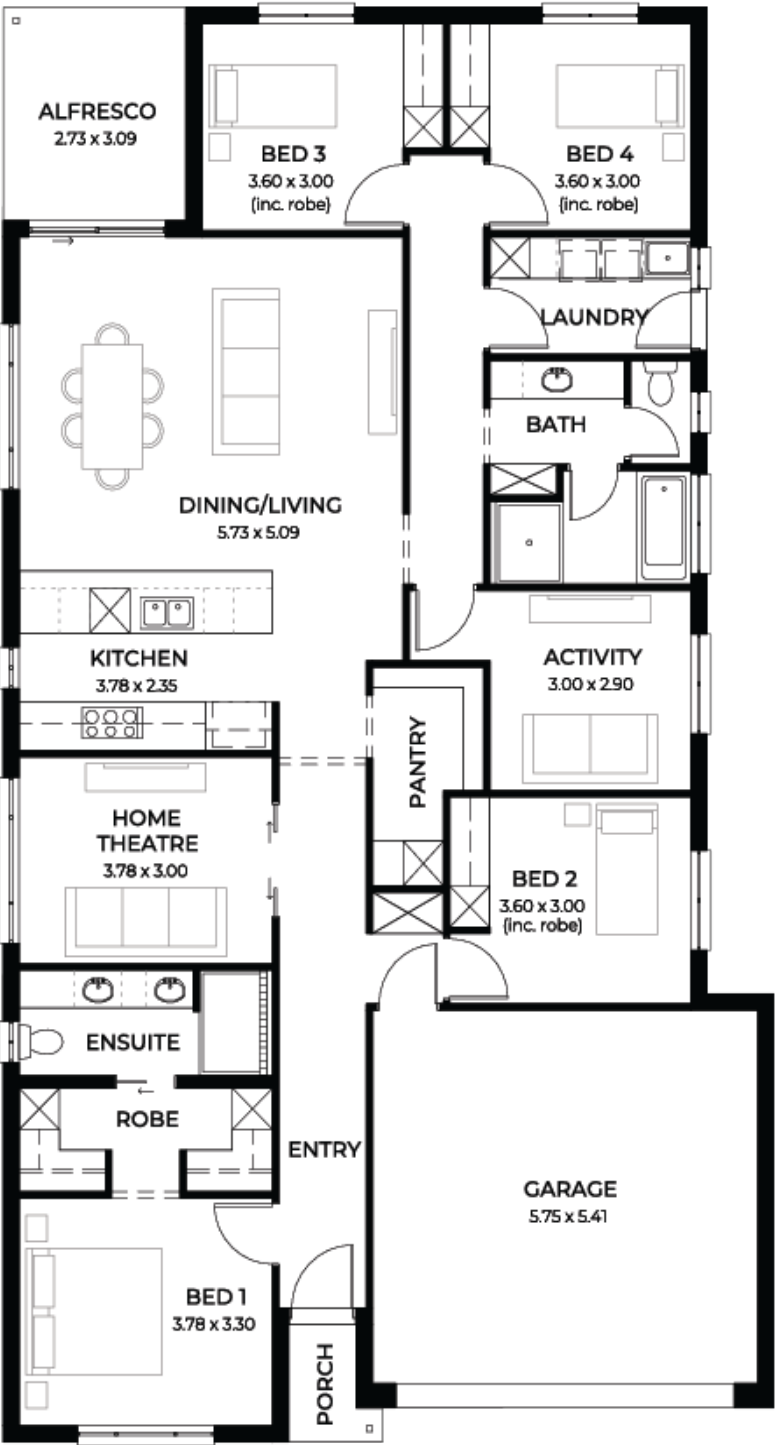 ALFRESCO
2.73 x 3.09
BED 3
3.60 x 3.00
(inc. robe)
BED 4
3.60 x 3.00
(inc. robe)
LAUNDRY
BATH
DINING/LIVING
5.73 x 5.09
KITCHEN
3.78 x 2.35
ACTIVITY
3.00 x 2.90
PANTRY
HOME
THEATRE
3.78 x 3.00
BED 2
3.60 x 3.00
(inc. robe)
ENSUITE
ROBE
ENTRY
GARAGE
5.75 x 5.41
BED 1
3.78 x 3.30
PORCH